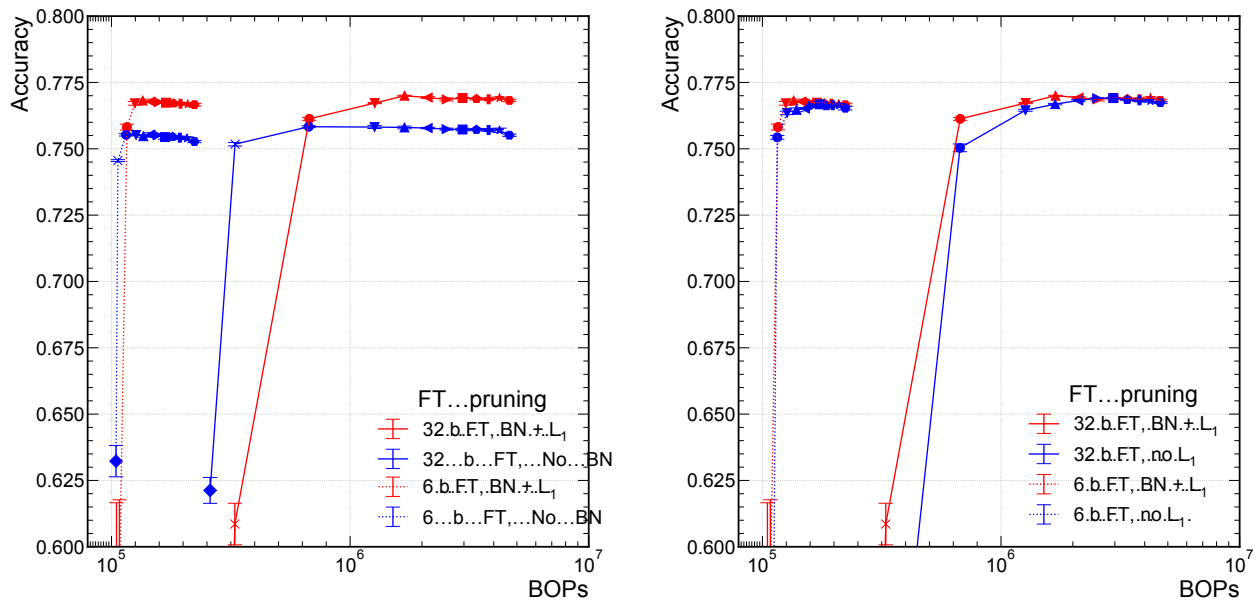 Accuracy
0.800
0.775
0.750
0.725
0.700
0.675
0.650
0.625
0.600
FT…pruning
32.b.FT,.BN.+.L1
32…b…FT,…No…BN
6.b.FT,.BN.+.L1
6…b…FT,…No…BN
10^5
10^6
10^7
BOPs
Accuracy
0.800
0.775
0.750
0.725
0.700
0.675
0.650
0.625
0.600
FT…pruning
32.b.FT,.BN.+.L1
32.b.FT,.no.L1
6.b.FT,.BN.+.L1
6.b.FT,.no.L1.
10^5
10^6
10^7
BOPs